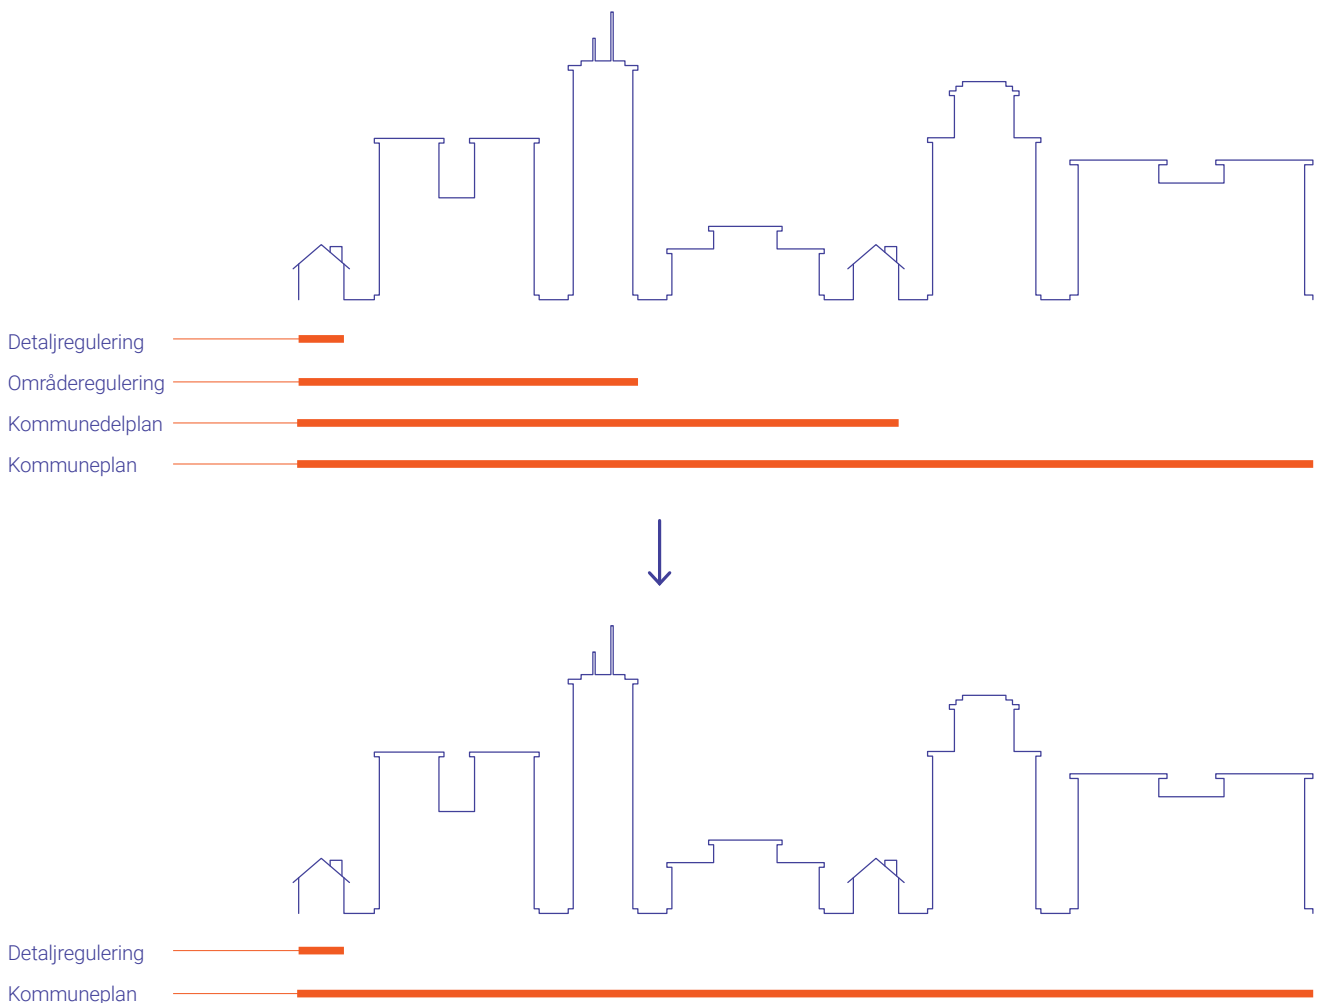 Detaljregulering
Områderegulering
Kommunedelplan
Kommuneplan
Detaljregulering
Kommuneplan